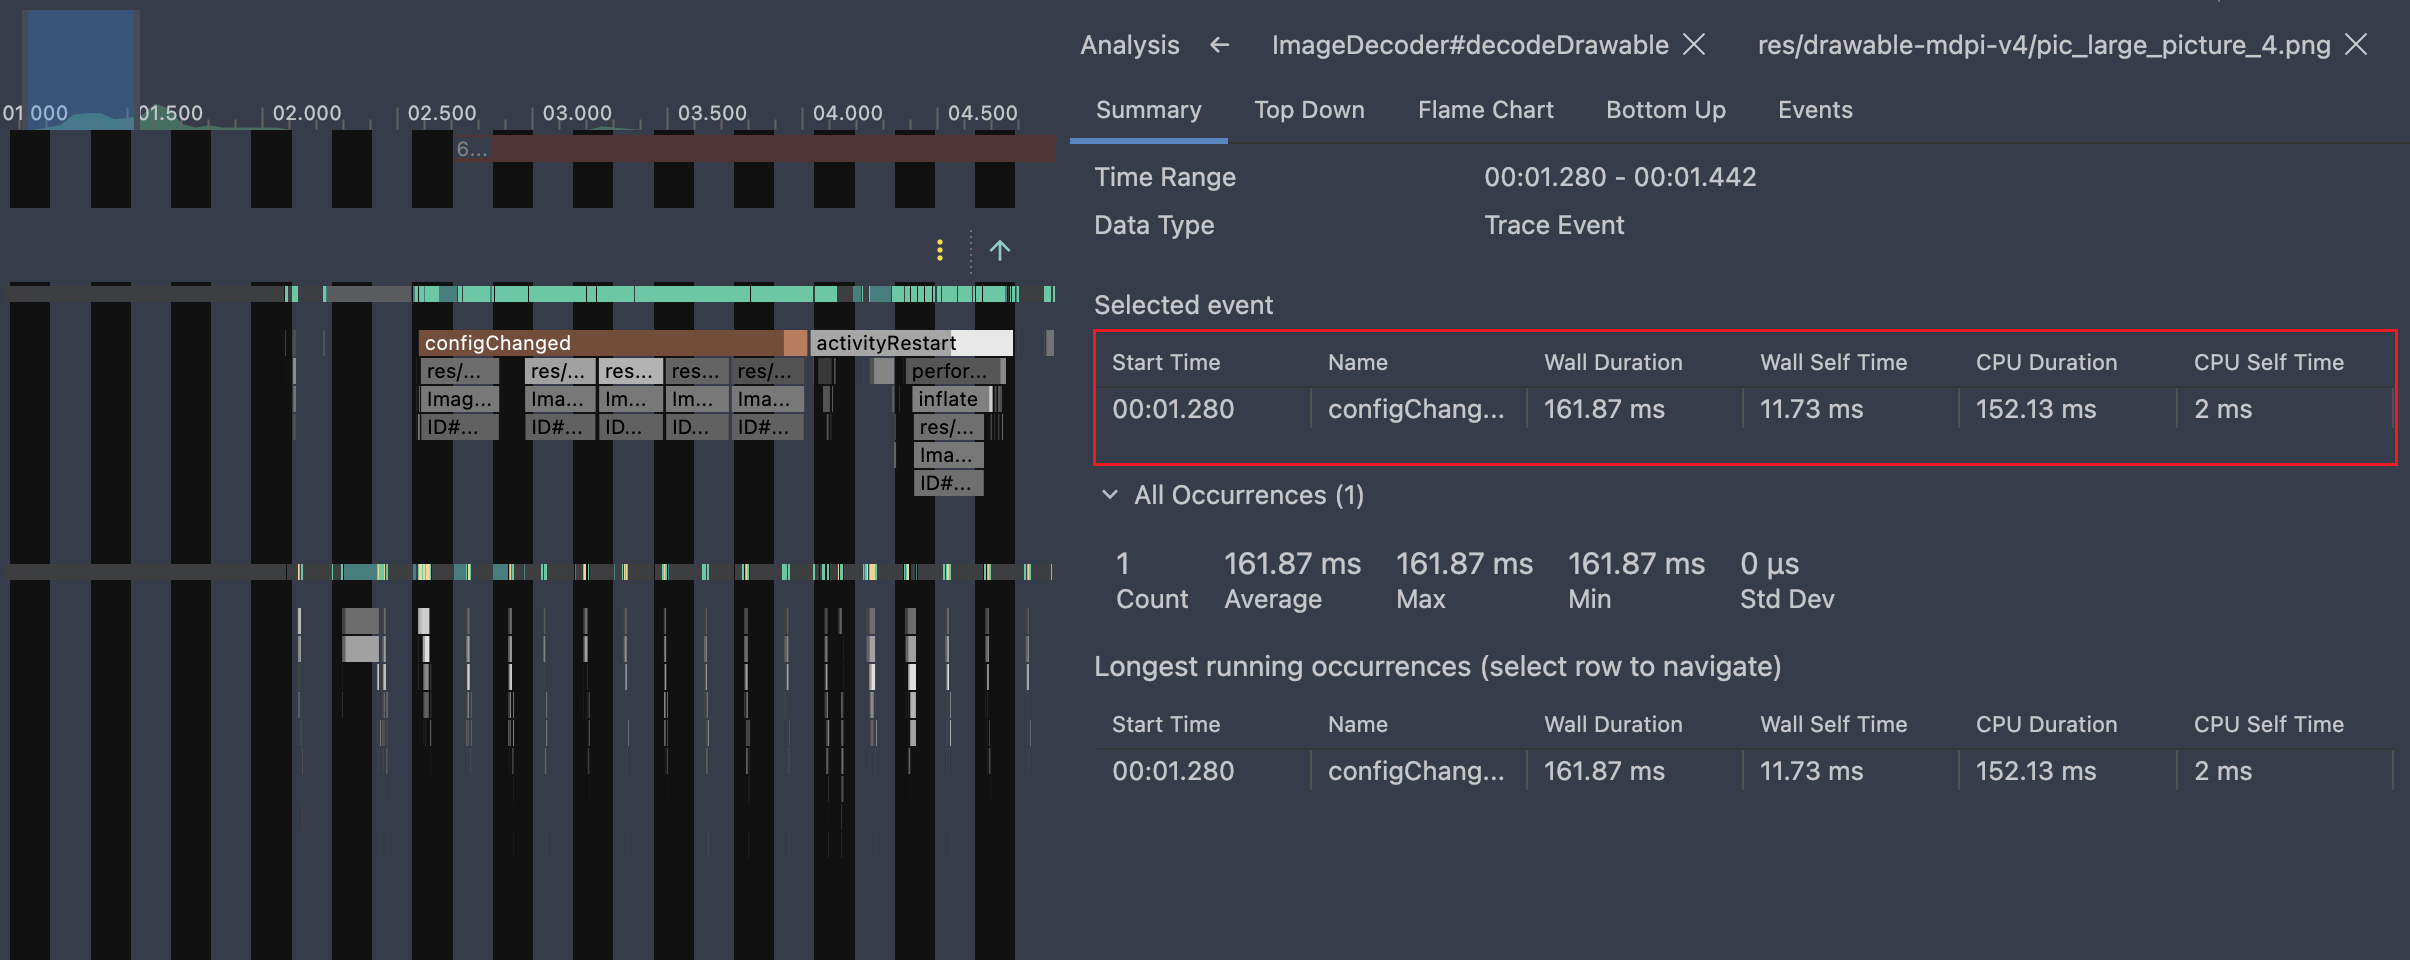 01 000 01.500 02.000 02.500 03.000 03.500 04.000 04.500
6...
configChanged activityRestart
res/... res/... res... res... res/... perfor...
Imag... Ima... Im... Im... Ima... inflate
ID#... ID#... ID... ID... ID#... res/...
Ima...
ID#...
Analysis ImageDecoder#decodeDrawable res/drawable-mdpi-v4/pic_large_picture_4.png
Summary Top Down Flame Chart Bottom Up Events
Time Range 00:01.280 - 00:01.442
Data Type Trace Event
Selected event
Start Time Name Wall Duration Wall Self Time CPU Duration CPU Self Time
00:01.280 configChang... 161.87 ms 11.73 ms 152.13 ms 2 ms
All Occurrences (1)
1 161.87 ms 161.87 ms 161.87 ms 0 μs
Count Average Max Min Std Dev
Longest running occurrences (select row to navigate)
Start Time Name Wall Duration Wall Self Time CPU Duration CPU Self Time
00:01.280 configChang... 161.87 ms 11.73 ms 152.13 ms 2 ms